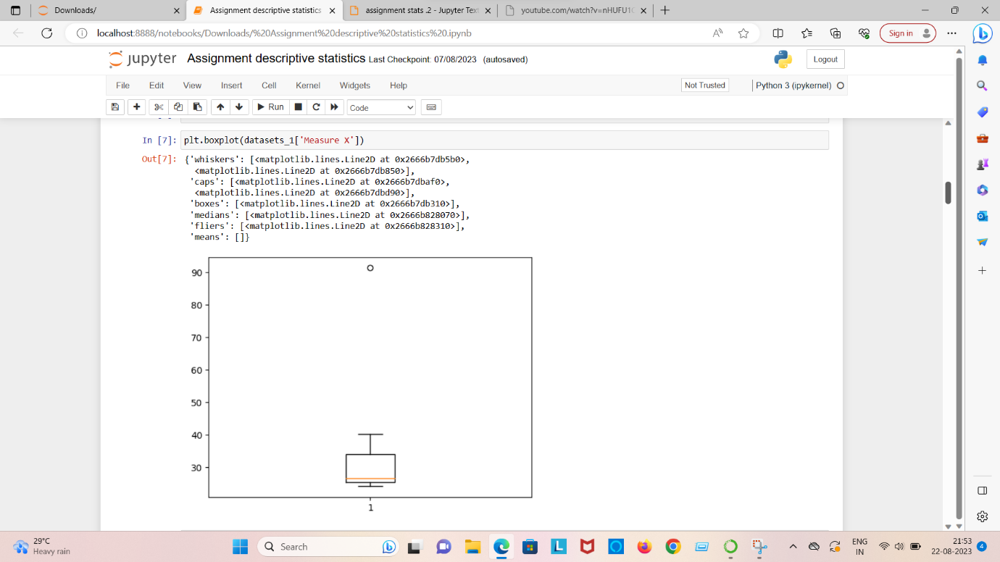 Downloads/
Assignment descriptive statistics
assignment stats .2 - Jupyter Tex
youtube.com/watch?v=nHUFU1
localhost:8888/notebooks/Downloads/%20Assignment%20descriptive%20statistics%20.ipynb
Sign in
jupyter Assignment descriptive statistics Last Checkpoint: 07/08/2023 (autosaved)
Logout
File Edit View Insert Cell Kernel Widgets Help
Not Trusted
Python 3 (ipykernel)
Run
Code
In [7]: plt.boxplot(datasets_1['Measure X'])
Out[7]: {'whiskers': [<matplotlib.lines.Line2D at 0x2666b7db5b0>,
<matplotlib.lines.Line2D at 0x2666b7db850>],
'caps': [<matplotlib.lines.Line2D at 0x2666b7dbaf0>,
<matplotlib.lines.Line2D at 0x2666b7dbd90>],
'boxes': [<matplotlib.lines.Line2D at 0x2666b7db310>],
'medians': [<matplotlib.lines.Line2D at 0x2666b828070>],
'fliers': [<matplotlib.lines.Line2D at 0x2666b828310>],
'means': []}
90
80
70
60
50
40
30
1
29°C
Heavy rain
Search
ENG
IN
21:53
22-08-2023
4